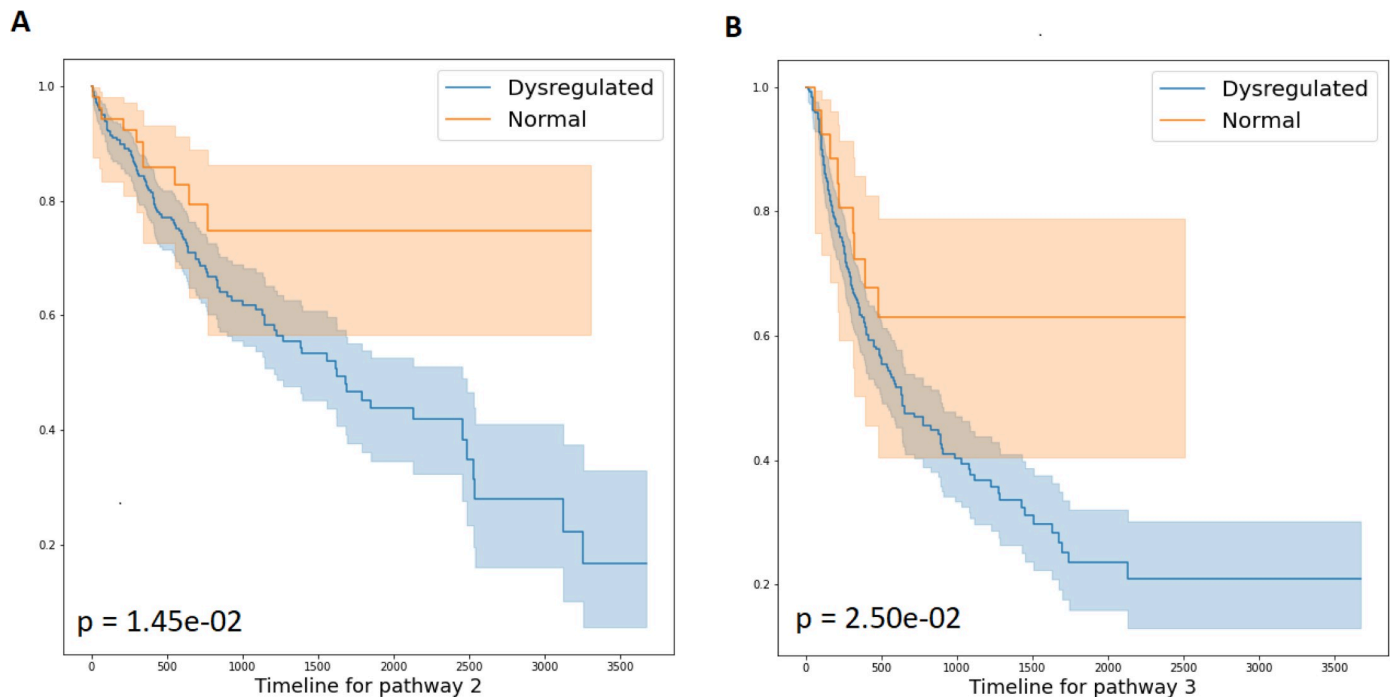 A
Dysregulated
Normal
1.0
0.8
0.6
0.4
0.2
p = 1.45e-02
0 500 1000 1500 2000 2500 3000 3500
Timeline for pathway 2
B
Dysregulated
Normal
1.0
0.8
0.6
0.4
0.2
p = 2.50e-02
0 500 1000 1500 2000 2500 3000 3500
Timeline for pathway 3